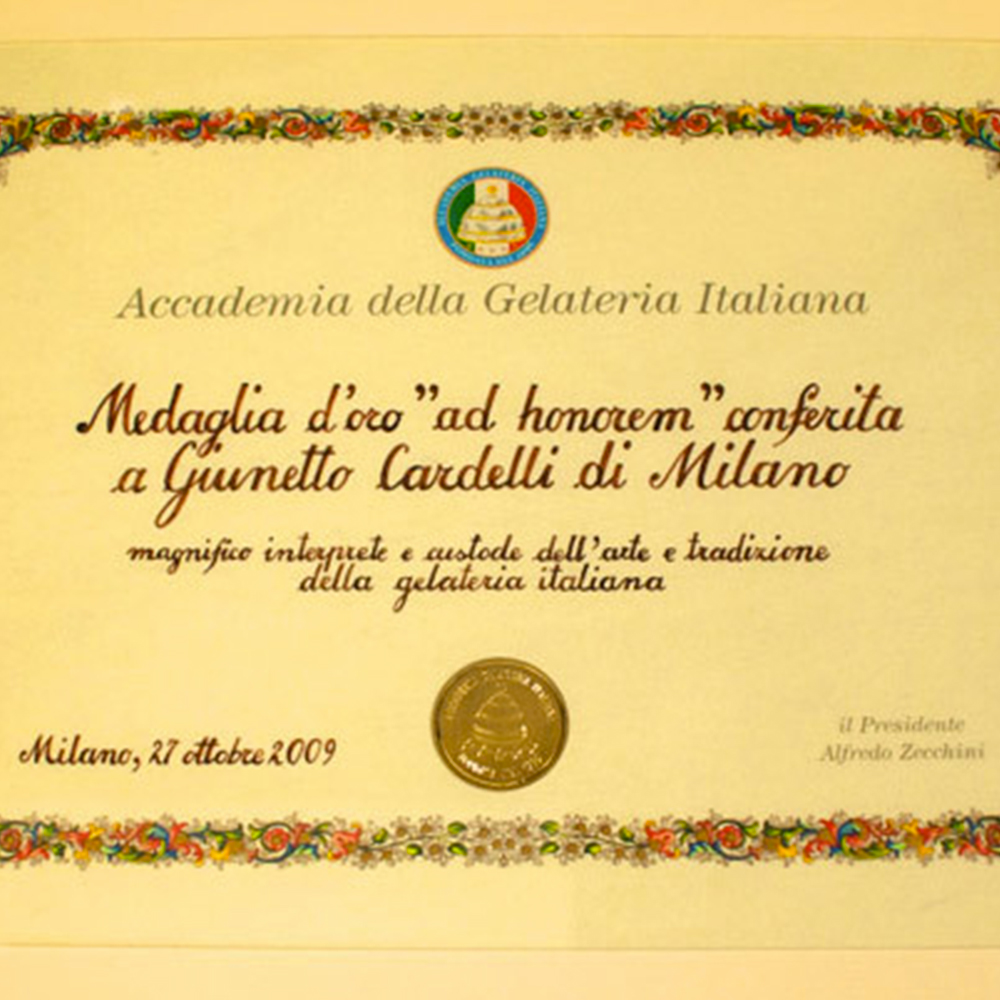 Accademia della Gelateria Italiana
Medaglia d'oro "ad honorem" conferita
a Giunetto Cardelli di Milano
magnifico interprete e custode dell'arte e tradizione
della gelateria italiana
Milano, 27 ottobre 2009
il Presidente
Alfredo Zecchini